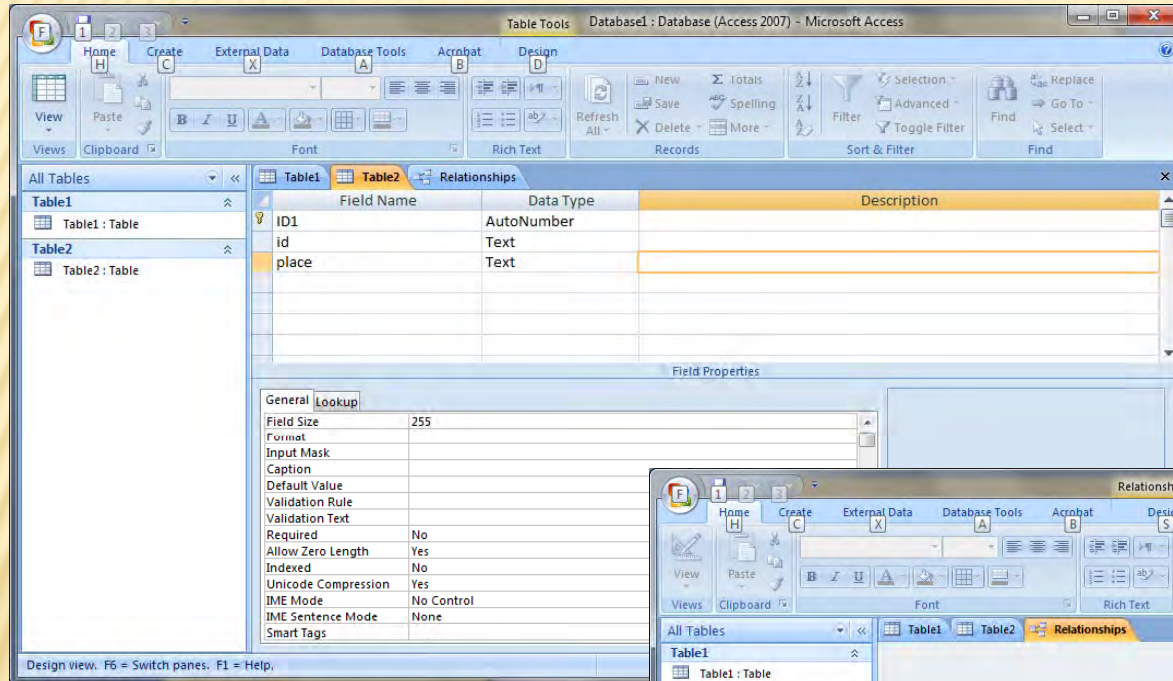 Table Tools Database1 : Database (Access 2007) - Microsoft Access
F 1 2 3
Home Create External Data Database Tools Acrobat Design
H C X A B D
View Paste B I U Refresh All New Save Delete Σ Totals Spelling More Filter Selection Advanced Toggle Filter Find Replace Go To Select
Views Clipboard Font Rich Text Records Sort & Filter Find
All Tables Table1 Table2 Relationships
Table1 Field Name Data Type Description
Table1 : Table ID1 AutoNumber
Table2 id Text
Table2 : Table place Text
Field Properties
General Lookup
Field Size 255
Format
Input Mask
Caption
Default Value
Validation Rule
Validation Text
Required No
Allow Zero Length Yes
Indexed No
Unicode Compression Yes
IME Mode No Control
IME Sentence Mode None
Smart Tags
Design view. F6 = Switch panes. F1 = Help.
Relationsh
F 1 2 3
Home Create External Data Database Tools Acrobat Desi
H C X A B S
View Paste B I U
Views Clipboard Font Rich Text
All Tables Table1 Table2 Relationships
Table1
Table1 : Table